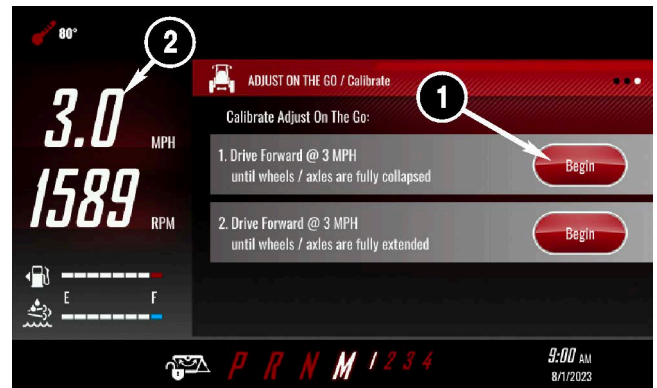 80°
2
ADJUST ON THE GO / Calibrate
1
3.0 MPH
Calibrate Adjust On The Go:
1. Drive Forward @ 3 MPH
until wheels / axles are fully collapsed
Begin
1589 RPM
2. Drive Forward @ 3 MPH
until wheels / axles are fully extended
Begin
E F
P R N M 1 2 3 4
9:00 AM
8/1/2023